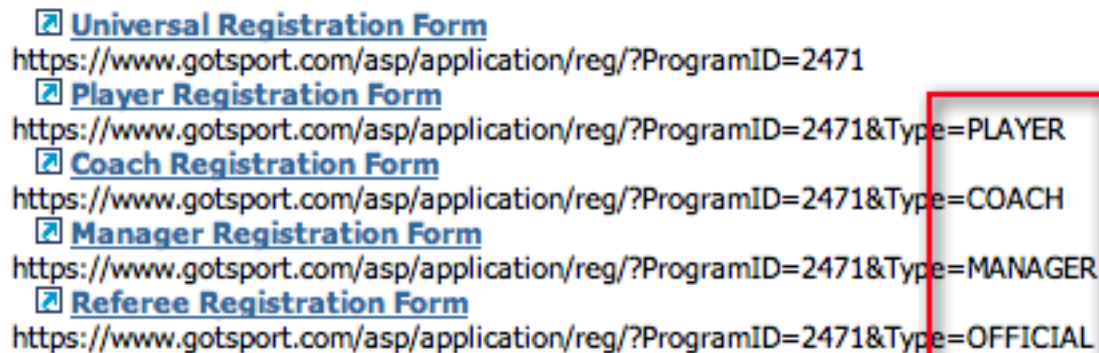 Universal Registration Form
https://www.gotsport.com/asp/application/reg/?ProgramID=2471
Player Registration Form
https://www.gotsport.com/asp/application/reg/?ProgramID=2471&Type=PLAYER
Coach Registration Form
https://www.gotsport.com/asp/application/reg/?ProgramID=2471&Type=COACH
Manager Registration Form
https://www.gotsport.com/asp/application/reg/?ProgramID=2471&Type=MANAGER
Referee Registration Form
https://www.gotsport.com/asp/application/reg/?ProgramID=2471&Type=OFFICIAL